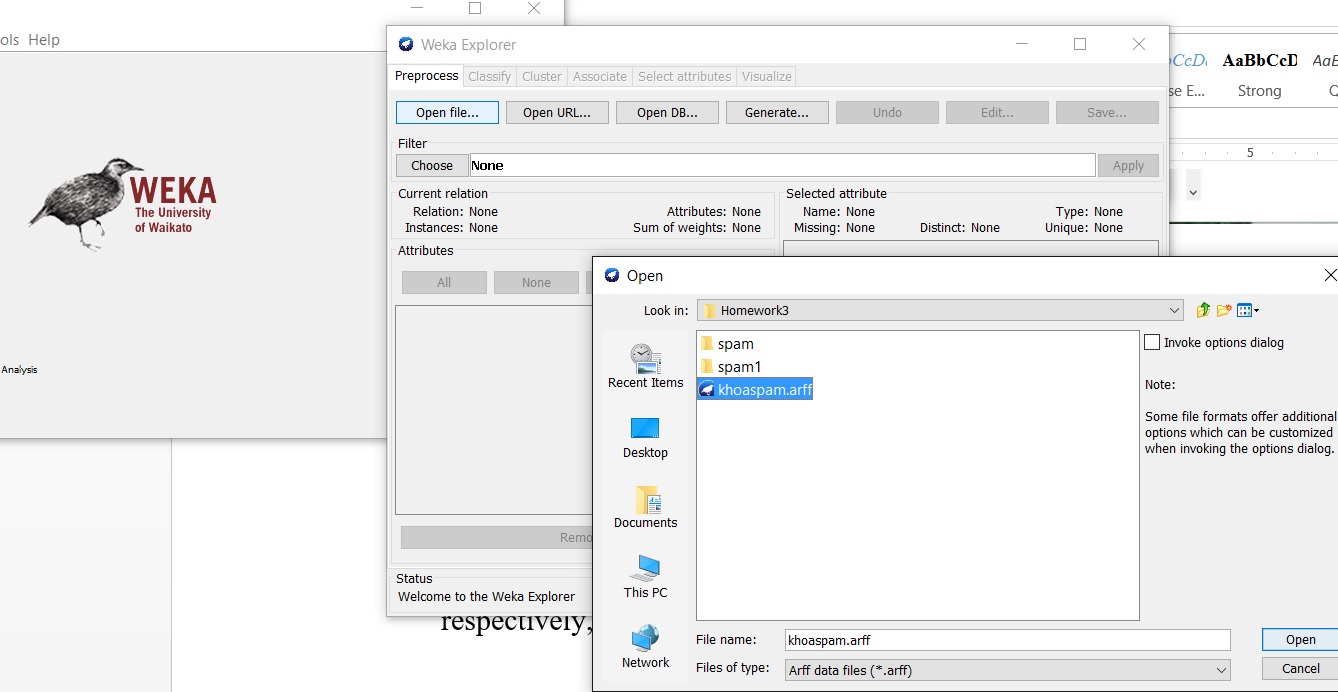 ols Help
WEKA
The University
of Waikato
Analysis
Weka Explorer
Preprocess Classify Cluster Associate Select attributes Visualize
Open file... Open URL... Open DB... Generate... Undo Edit... Save...
Filter
Choose None Apply
Current relation
Relation: None Attributes: None
Instances: None Sum of weights: None
Selected attribute
Name: None Type: None
Missing: None Distinct: None Unique: None
Attributes
All None
Remo
Status
Welcome to the Weka Explorer
respectively,
AaBbCcD
se E... Strong
5
Open
Look in: Homework3
Recent Items
Desktop
Documents
This PC
Network
spam
spam1
khoaspam.arff
Invoke options dialog
Note:
Some file formats offer additional
options which can be customized
when invoking the options dialog.
File name: khoaspam.arff Open
Files of type: Arff data files (*.arff) Cancel